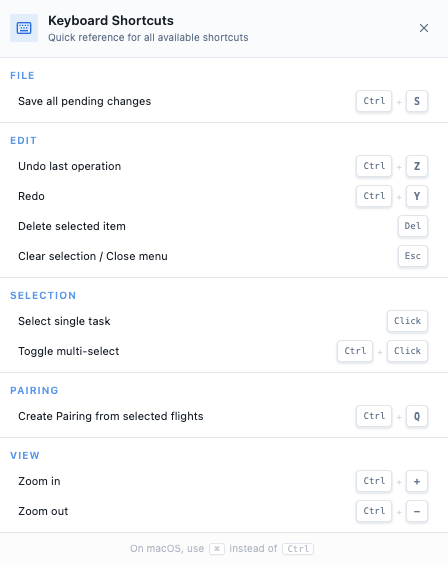 Keyboard Shortcuts
Quick reference for all available shortcuts
FILE
Save all pending changes Ctrl + S
EDIT
Undo last operation Ctrl + Z
Redo Ctrl + Y
Delete selected item Del
Clear selection / Close menu Esc
SELECTION
Select single task Click
Toggle multi-select Ctrl + Click
PAIRING
Create Pairing from selected flights Ctrl + Q
VIEW
Zoom in Ctrl + +
Zoom out Ctrl + −
On macOS, use ⌘ instead of Ctrl